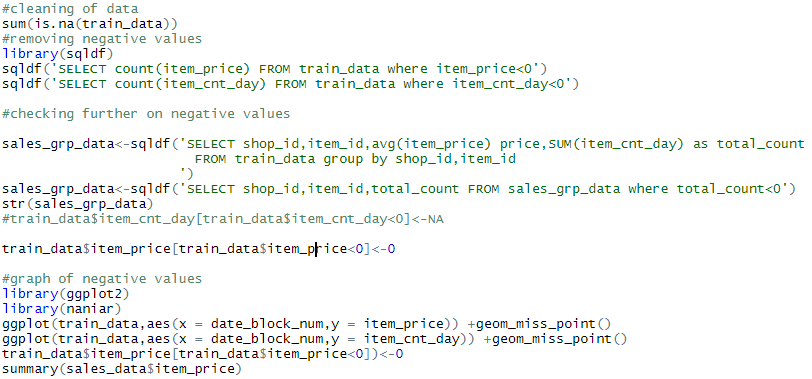 #cleaning of data
sum(is.na(train_data))
#removing negative values
library(sqldf)
sqldf('SELECT count(item_price) FROM train_data where item_price<0')
sqldf('SELECT count(item_cnt_day) FROM train_data where item_cnt_day<0')
#checking further on negative values
sales_grp_data<-sqldf('SELECT shop_id,item_id,avg(item_price) price,SUM(item_cnt_day) as total_count
FROM train_data group by shop_id,item_id
')
sales_grp_data<-sqldf('SELECT shop_id,item_id,total_count FROM sales_grp_data where total_count<0')
str(sales_grp_data)
#train_data$item_cnt_day[train_data$item_cnt_day<0]<-NA
train_data$item_price[train_data$item_price<0]<-0
#graph of negative values
library(ggplot2)
library(naniar)
ggplot(train_data,aes(x = date_block_num,y = item_price)) +geom_miss_point()
ggplot(train_data,aes(x = date_block_num,y = item_cnt_day)) +geom_miss_point()
train_data$item_price[train_data$item_price<0])<-0
summary(sales_data$item_price)